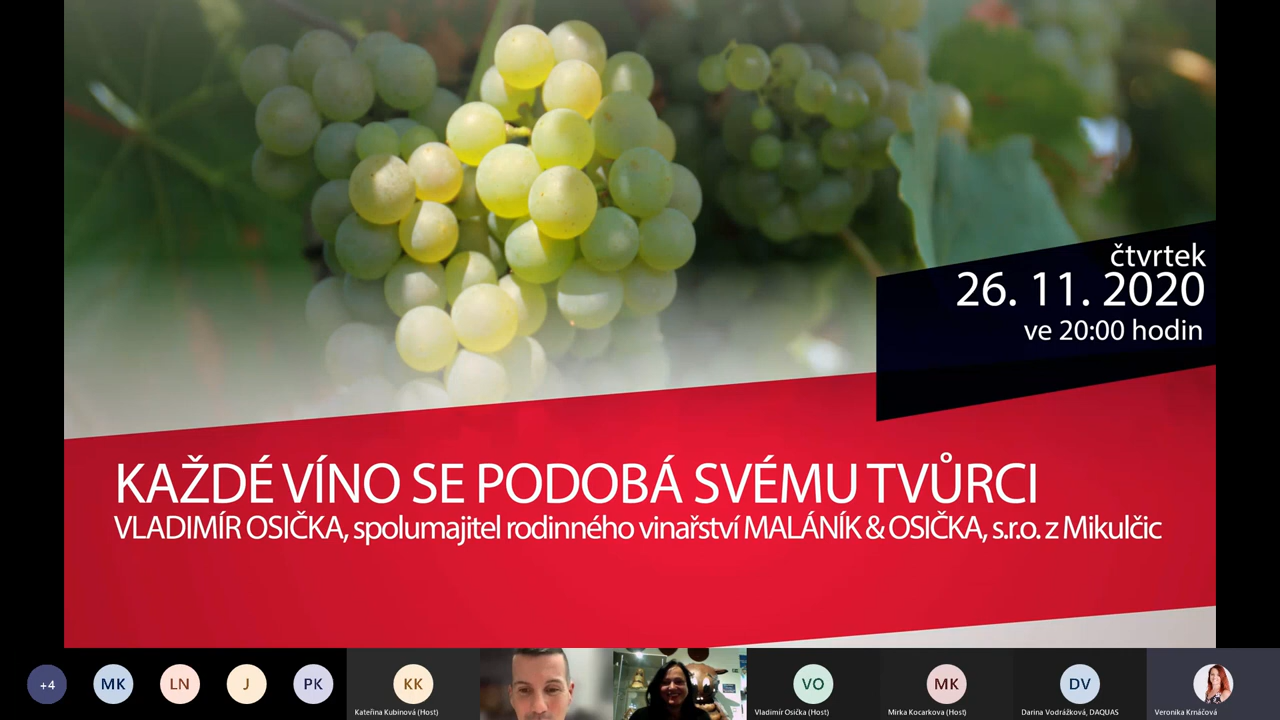 čtvrtek
26. 11. 2020
ve 20:00 hodin
KAŽDÉ VÍNO SE PODOBÁ SVÉMU TVŮRCI
VLADIMÍR OSIČKA, spolumajitel rodinného vinařství MALÁNÍK & OSIČKA, s.r.o. z Mikulčic
+4
MK
LN
J
PK
KK
VO
MK
DV
Kateřina Kubinová (Host)
Vladimír Osička (Host)
Mirka Kocarkova (Host)
Darina Vodrážková, DAQUAS
Veronika Krnáčová